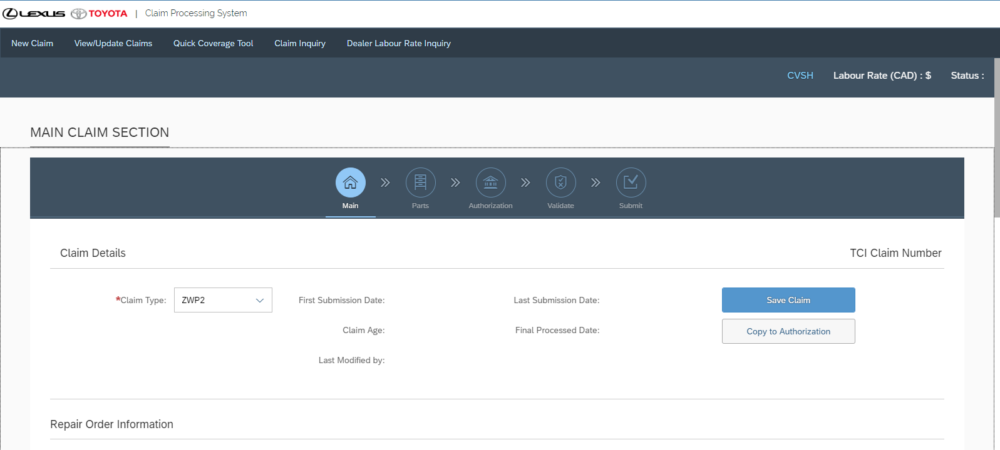 LEXUS TOYOTA | Claim Processing System
New Claim View/Update Claims Quick Coverage Tool Claim Inquiry Dealer Labour Rate Inquiry
CVSH Labour Rate (CAD) : $ Status :
MAIN CLAIM SECTION
Main Parts Authorization Validate Submit
Claim Details TCI Claim Number
*Claim Type: ZWP2 First Submission Date: Last Submission Date: Save Claim
Claim Age: Final Processed Date: Copy to Authorization
Last Modified by:
Repair Order Information